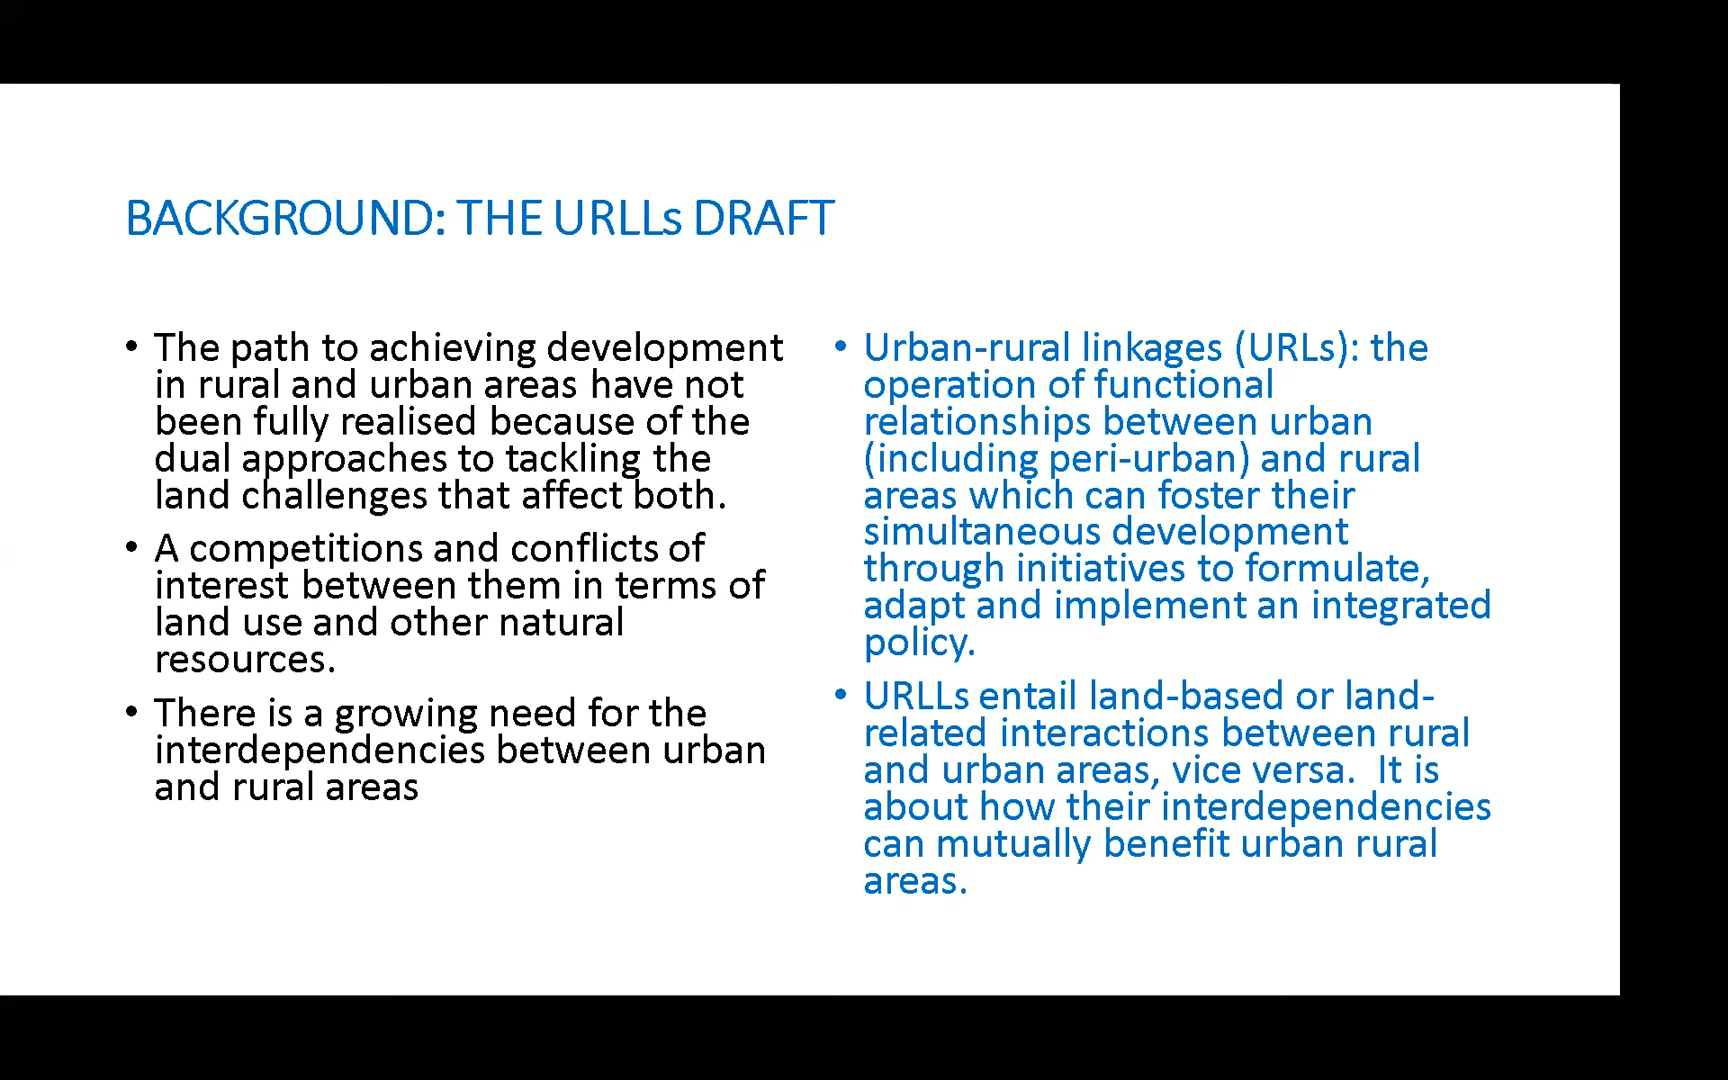 BACKGROUND: THE URLLs DRAFT
• The path to achieving development
in rural and urban areas have not
been fully realised because of the
dual approaches to tackling the
land challenges that affect both.
• A competitions and conflicts of
interest between them in terms of
land use and other natural
resources.
• There is a growing need for the
interdependencies between urban
and rural areas
• Urban-rural linkages (URLs): the
operation of functional
relationships between urban
(including peri-urban) and rural
areas which can foster their
simultaneous development
through initiatives to formulate,
adapt and implement an integrated
policy.
• URLLs entail land-based or land-
related interactions between rural
and urban areas, vice versa.  It is
about how their interdependencies
can mutually benefit urban rural
areas.